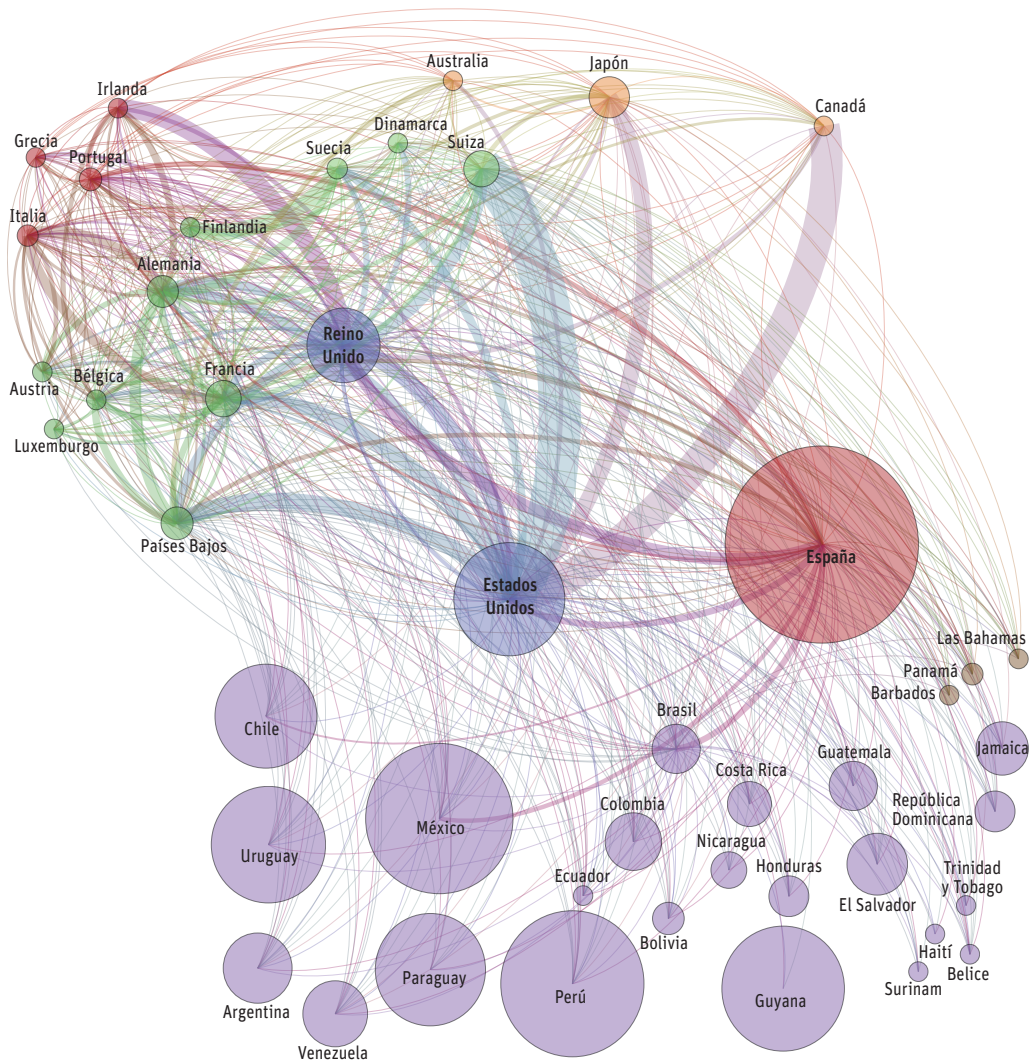 Australia
Japón
Irlanda
Canadá
Dinamarca
Grecia
Portugal
Suecia
Suiza
Italia
Finlandia
Alemania
Reino
Unido
Austria
Bélgica
Francia
Luxemburgo
Países Bajos
España
Estados
Unidos
Las Bahamas
Panamá
Barbados
Brasil
Chile
Guatemala
Jamaica
Costa Rica
Colombia
República
Dominicana
México
Uruguay
Nicaragua
Ecuador
Honduras
Trinidad
y Tobago
El Salvador
Bolivia
Haití
Belice
Surinam
Argentina
Paraguay
Perú
Guyana
Venezuela